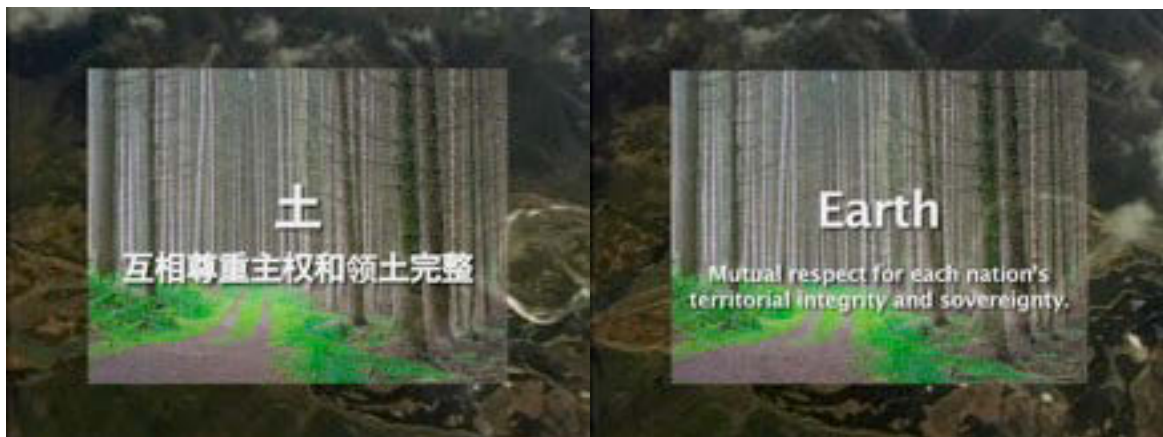 土
互相尊重主权和领土完整
Earth
Mutual respect for each nation's
territorial integrity and sovereignty.